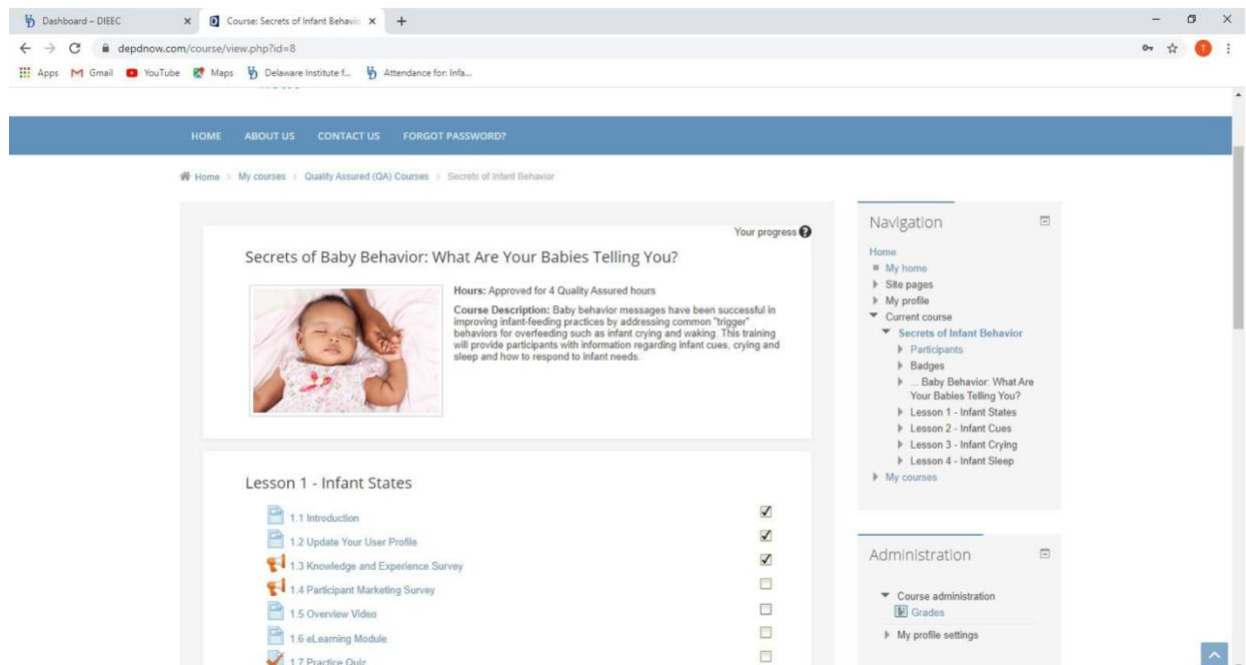 Dashboard – DIEEC
Course: Secrets of Infant Behavio
depdnow.com/course/view.php?id=8
T
Apps
Gmail
YouTube
Maps
Delaware Institute f...
Attendance for: Infa...
HOME ABOUT US CONTACT US FORGOT PASSWORD?
Home > My courses > Quality Assured (QA) Courses > Secrets of Infant Behavior
Your progress
Secrets of Baby Behavior: What Are Your Babies Telling You?
Hours: Approved for 4 Quality Assured hours
Course Description: Baby behavior messages have been successful in
improving infant-feeding practices by addressing common "trigger"
behaviors for overfeeding such as infant crying and waking. This training
will provide participants with information regarding infant cues, crying and
sleep and how to respond to infant needs.
Lesson 1 - Infant States
1.1 Introduction
1.2 Update Your User Profile
1.3 Knowledge and Experience Survey
1.4 Participant Marketing Survey
1.5 Overview Video
1.6 eLearning Module
1.7 Practice Quiz
Navigation
Home
My home
Site pages
My profile
Current course
Secrets of Infant Behavior
Participants
Badges
... Baby Behavior: What Are
Your Babies Telling You?
Lesson 1 - Infant States
Lesson 2 - Infant Cues
Lesson 3 - Infant Crying
Lesson 4 - Infant Sleep
My courses
Administration
Course administration
Grades
My profile settings